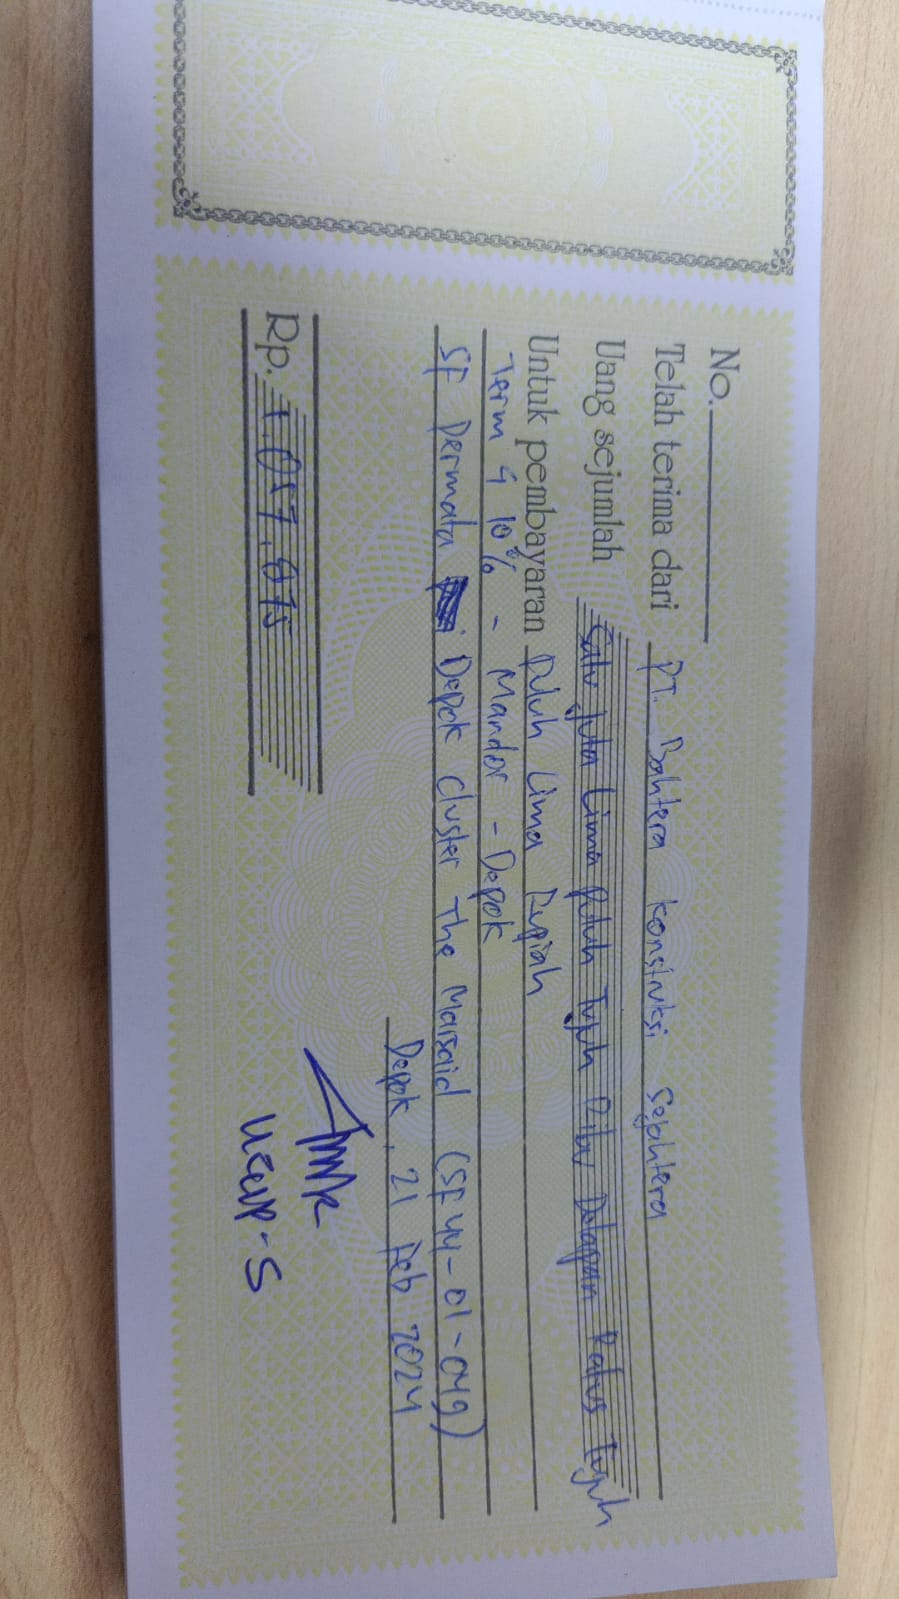 No.
Telah terima dari PT. Bahtera Konstruksi Sejahtera
Uang sejumlah Satu Juta Lima Puluh Tujuh Ribu Delapan Ratus Tujuh
Untuk pembayaran Puluh Lima Rupiah
Term 4 10% - Mandor - Depok
SF Permata Depok Cluster The Marsaid (SF 44-01-049)
Depok, 21 Feb 2024
Rp. 1.057.875
UCUP-S